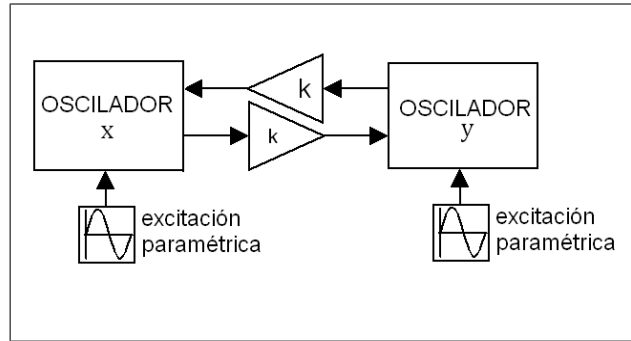 OSCILADOR
x
k
k
OSCILADOR
y
excitación
paramétrica
excitación
paramétrica